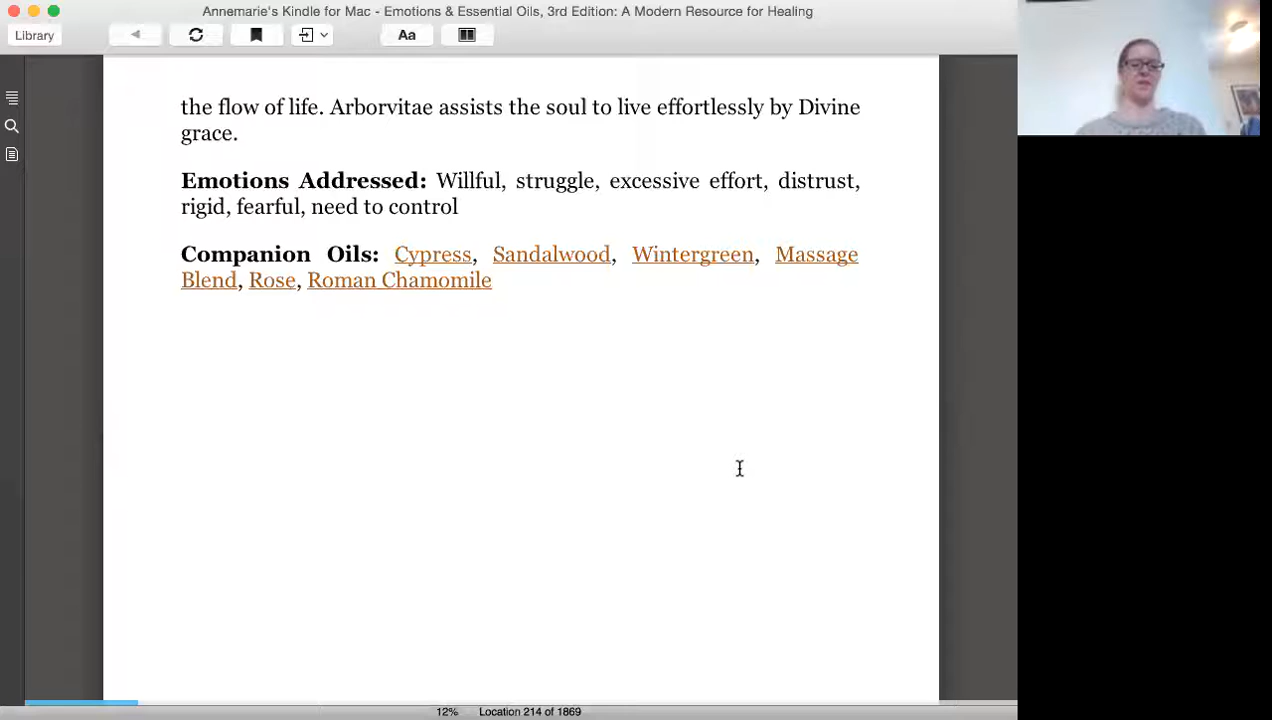 Annemarie's Kindle for Mac - Emotions & Essential Oils, 3rd Edition: A Modern Resource for Healing
Library
Aa
the flow of life. Arborvitae assists the soul to live effortlessly by Divine
grace.
Emotions Addressed: Willful, struggle, excessive effort, distrust,
rigid, fearful, need to control
Companion Oils: Cypress, Sandalwood, Wintergreen, Massage
Blend, Rose, Roman Chamomile
12% Location 214 of 1869